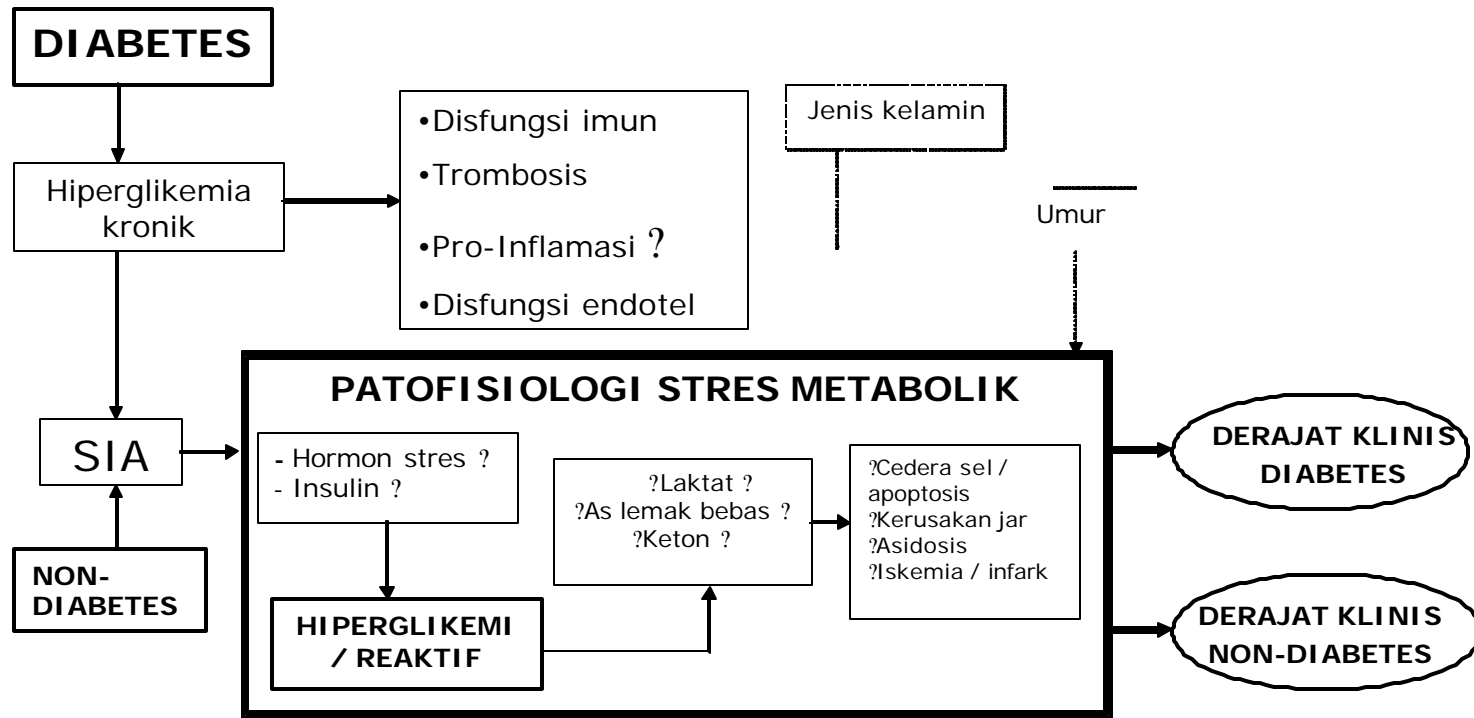 DIABETES
Hiperglikemia
kronik
•Disfungsi imun
•Trombosis
•Pro-Inflamasi ?
•Disfungsi endotel
Jenis kelamin
Umur
SIA
NON-
DIABETES
PATOFISIOLOGI STRES METABOLIK
- Hormon stres ?
- Insulin ?
HIPERGLIKEMI
/ REAKTIF
?Laktat ?
?As lemak bebas ?
?Keton ?
?Cedera sel /
apoptosis
?Kerusakan jar
?Asidosis
?Iskemia / infark
DERAJAT KLINIS
DIABETES
DERAJAT KLINIS
NON-DIABETES